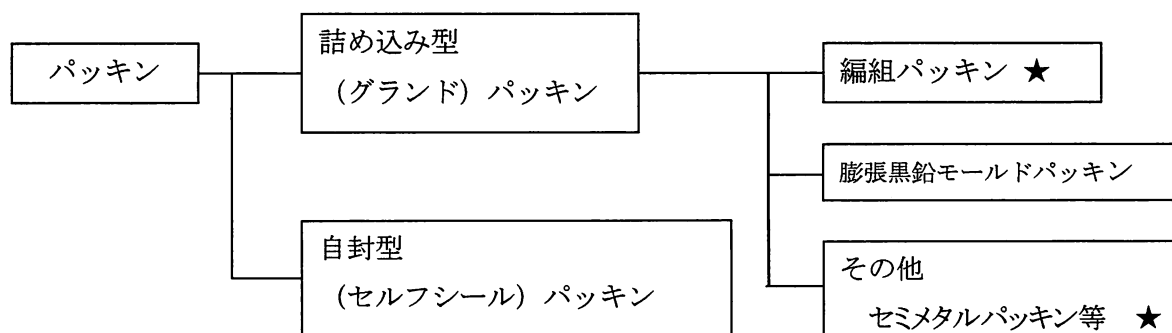 パッキン
詰め込み型
（グランド）パッキン
編組パッキン ★
膨張黒鉛モールドパッキン
自封型
（セルフシール）パッキン
その他
セミメタルパッキン等 ★